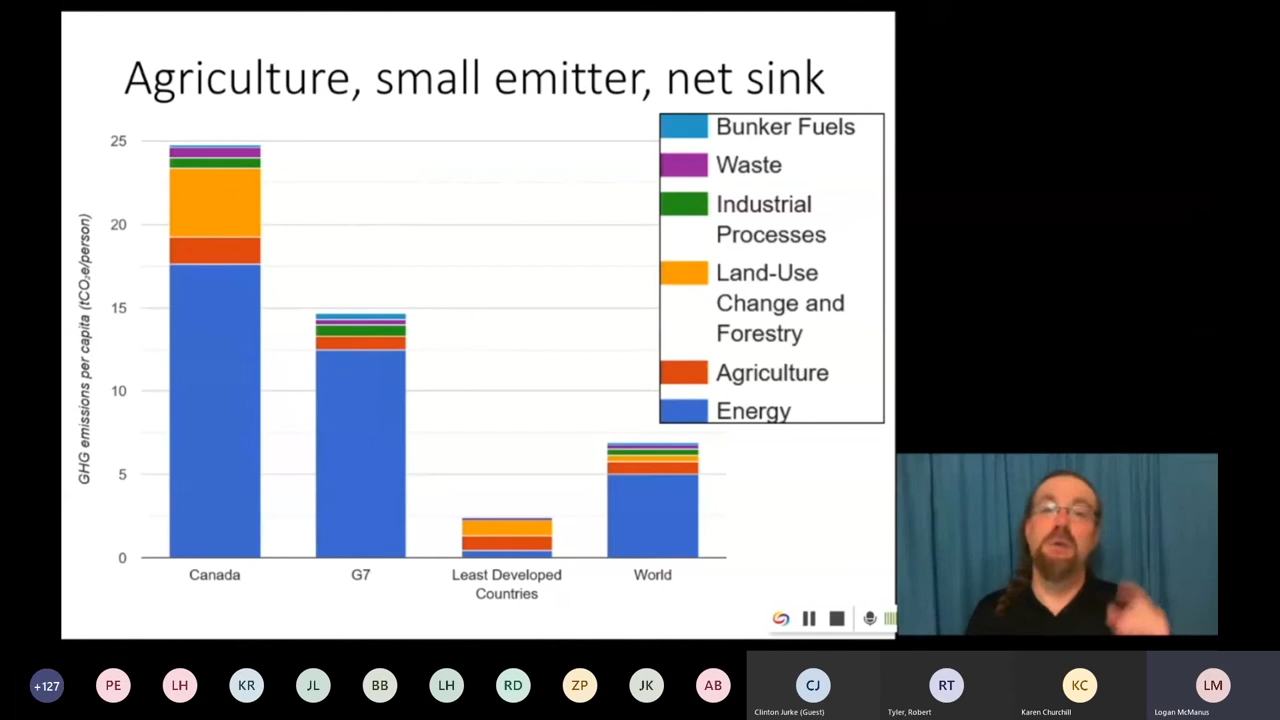 Agriculture, small emitter, net sink
GHG emissions per capita (tCO₂e/person)
25
20
15
10
5
0
Canada
G7
Least Developed
Countries
World
Bunker Fuels
Waste
Industrial
Processes
Land-Use
Change and
Forestry
Agriculture
Energy
+127
PE
LH
KR
JL
BB
LH
RD
ZP
JK
AB
CJ
Clinton Jurke (Guest)
RT
Tyler, Robert
KC
Karen Churchill
LM
Logan McManus